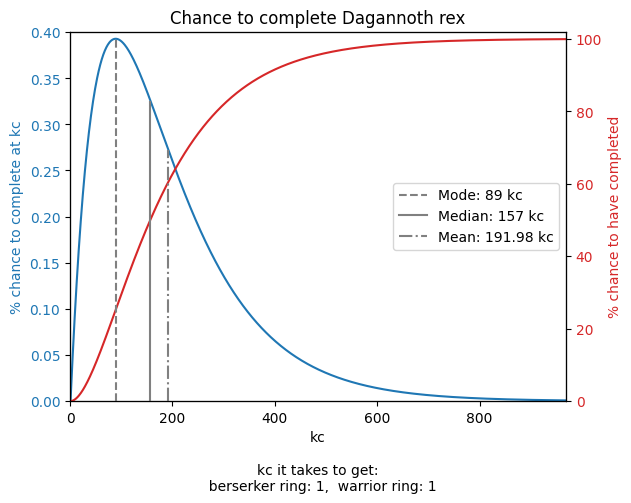 Chance to complete Dagannoth rex
0.40
0.35
0.30
0.25
0.20
0.15
0.10
0.05
0.00
% chance to complete at kc
100
80
60
40
20
0
% chance to have completed
Mode: 89 kc
Median: 157 kc
Mean: 191.98 kc
0 200 400 600 800
kc
kc it takes to get:
berserker ring: 1, warrior ring: 1